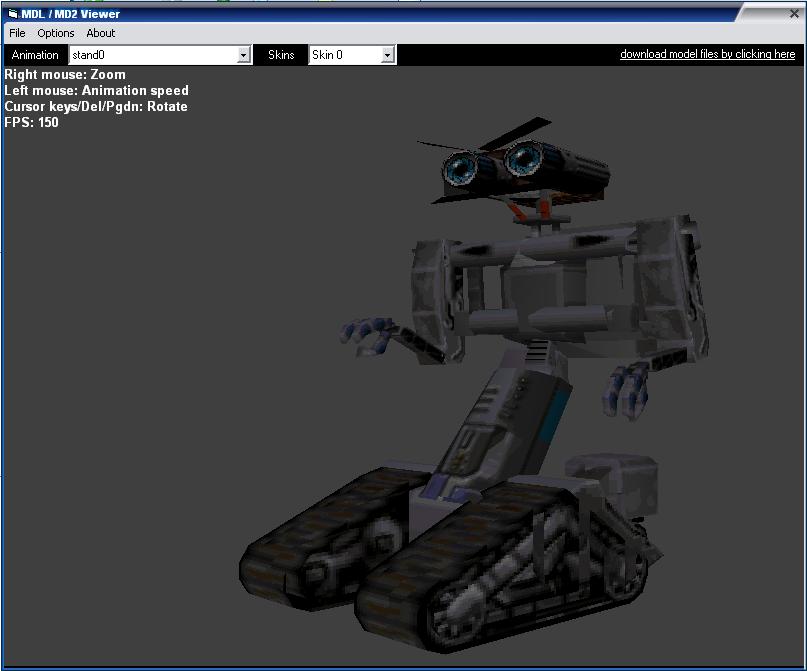 MDL / MD2 Viewer
File Options About
Animation stand0 Skins Skin 0 download model files by clicking here
Right mouse: Zoom
Left mouse: Animation speed
Cursor keys/Del/Pgdn: Rotate
FPS: 150